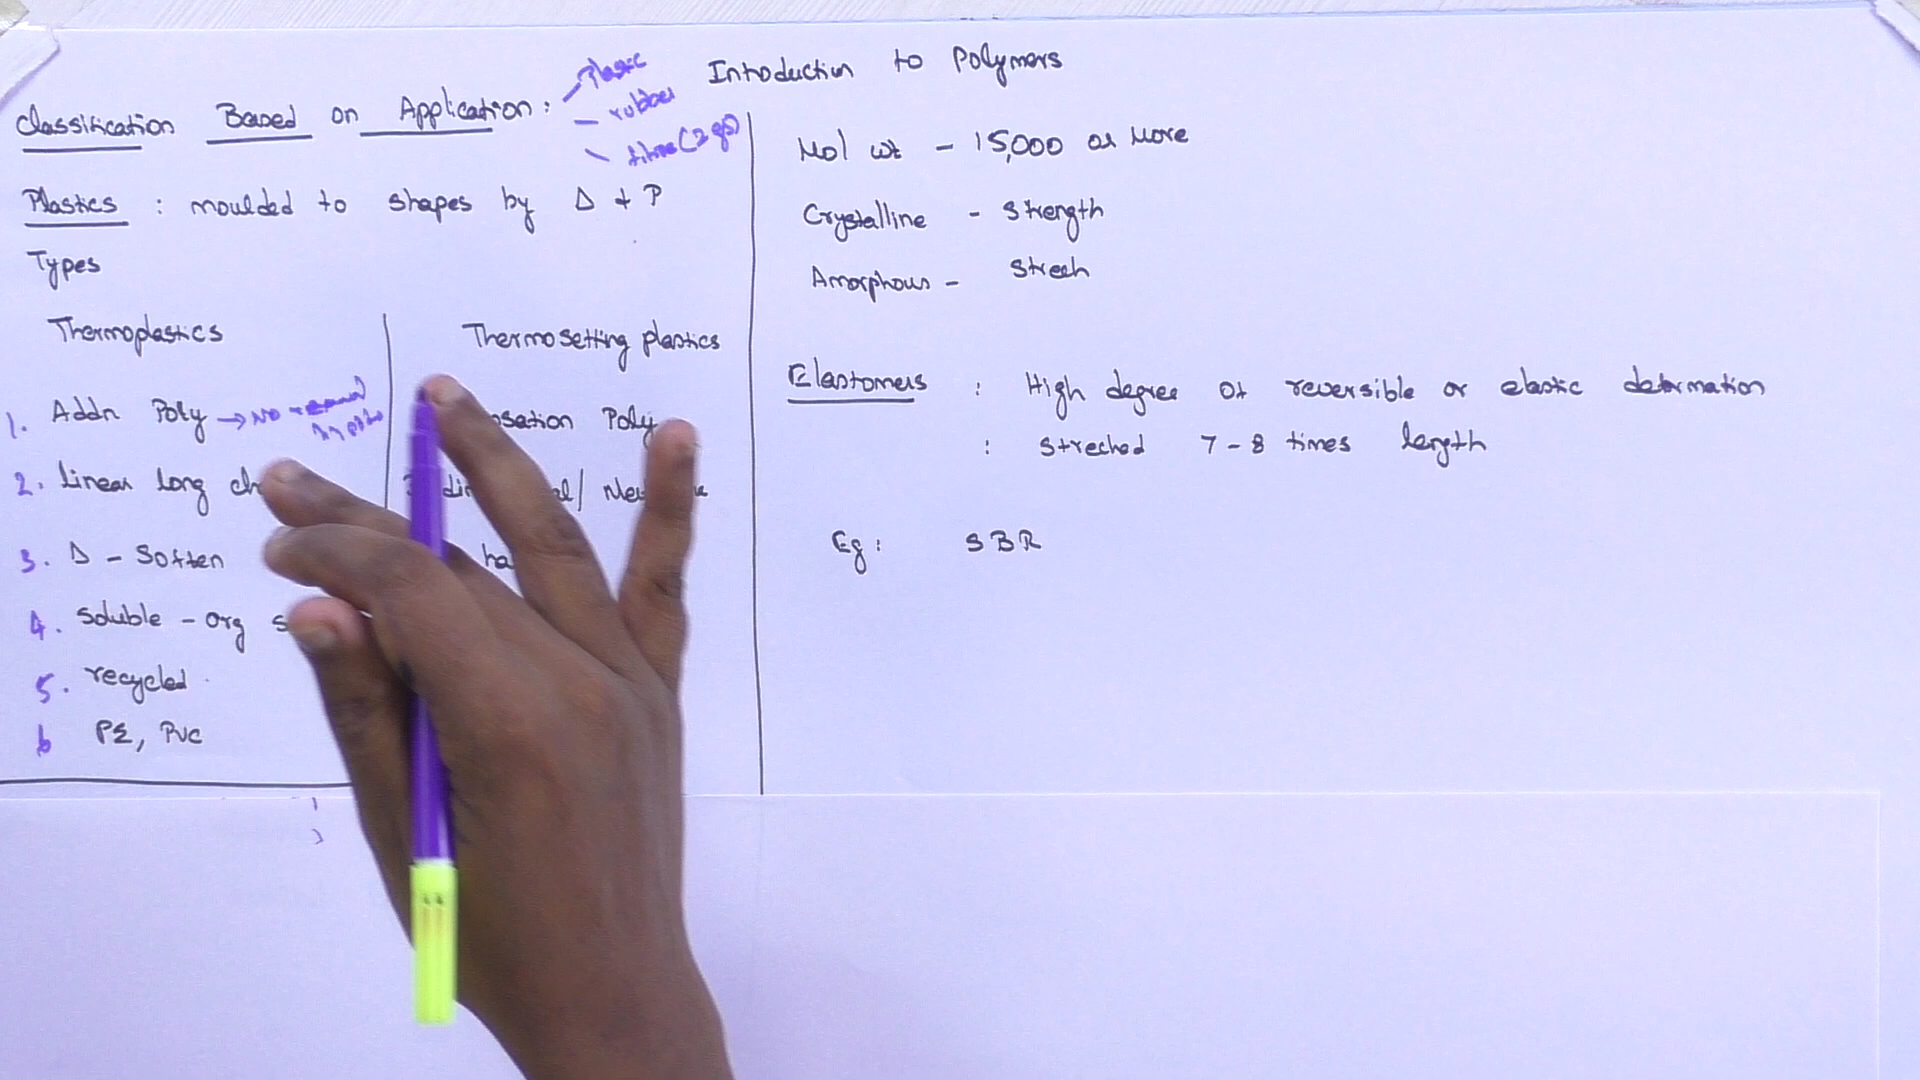 Introduction to Polymers
Classification Based on Application :
Plastic
rubber
fibre
Plastics : moulded to shapes by Δ + P
Types
Thermoplastics
1. Addn Poly → No removal
2. Linear long
3. Δ - Soften
4. Soluble - org
5. recycled
6 PE, PVC
Thermosetting plastics
Poly
Mol wt - 15,000 or More
Crystalline - Strength
Amorphous - Strech
Elastomers : High degree of reversible or elastic deformation
: Streched 7-8 times length
Eg : SBR